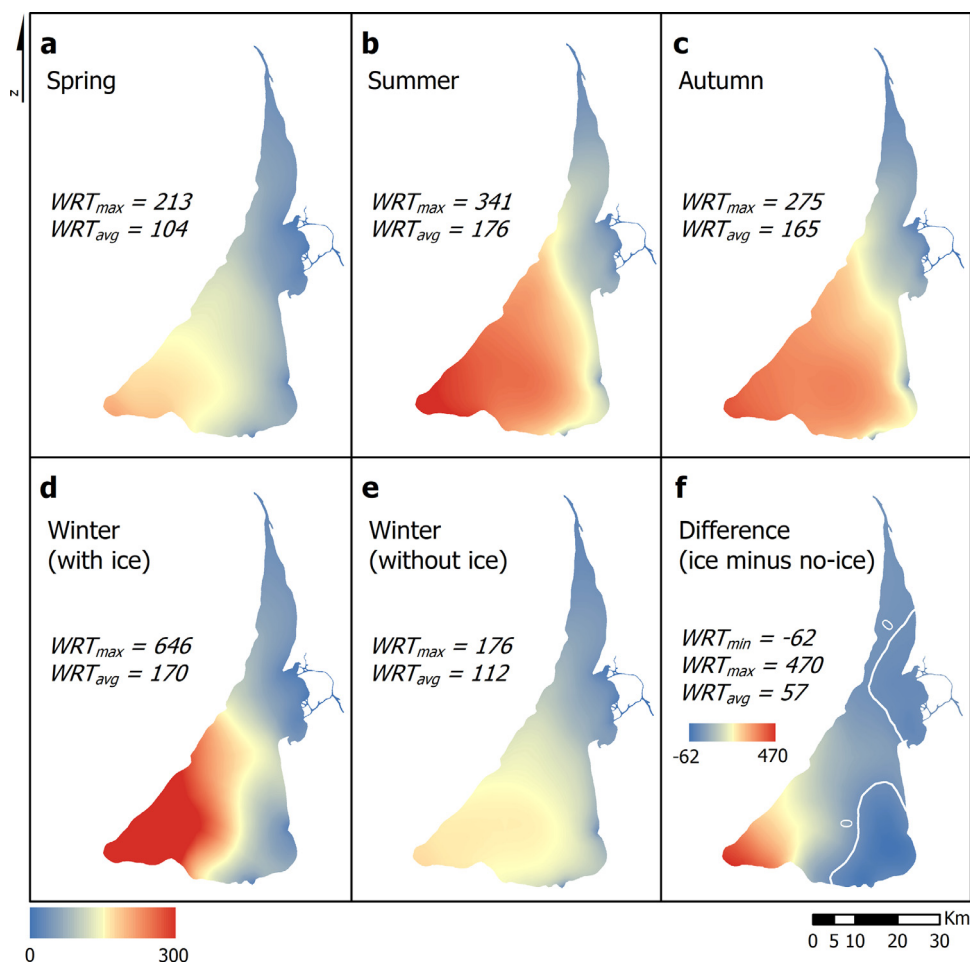 a
Spring
WRTmax = 213
WRTavg = 104
b
Summer
WRTmax = 341
WRTavg = 176
c
Autumn
WRTmax = 275
WRTavg = 165
z
d
Winter
(with ice)
WRTmax = 646
WRTavg = 170
e
Winter
(without ice)
WRTmax = 176
WRTavg = 112
f
Difference
(ice minus no-ice)
WRTmin = -62
WRTmax = 470
WRTavg = 57
-62 470
0
0
0 300
Km
0 5 10 20 30